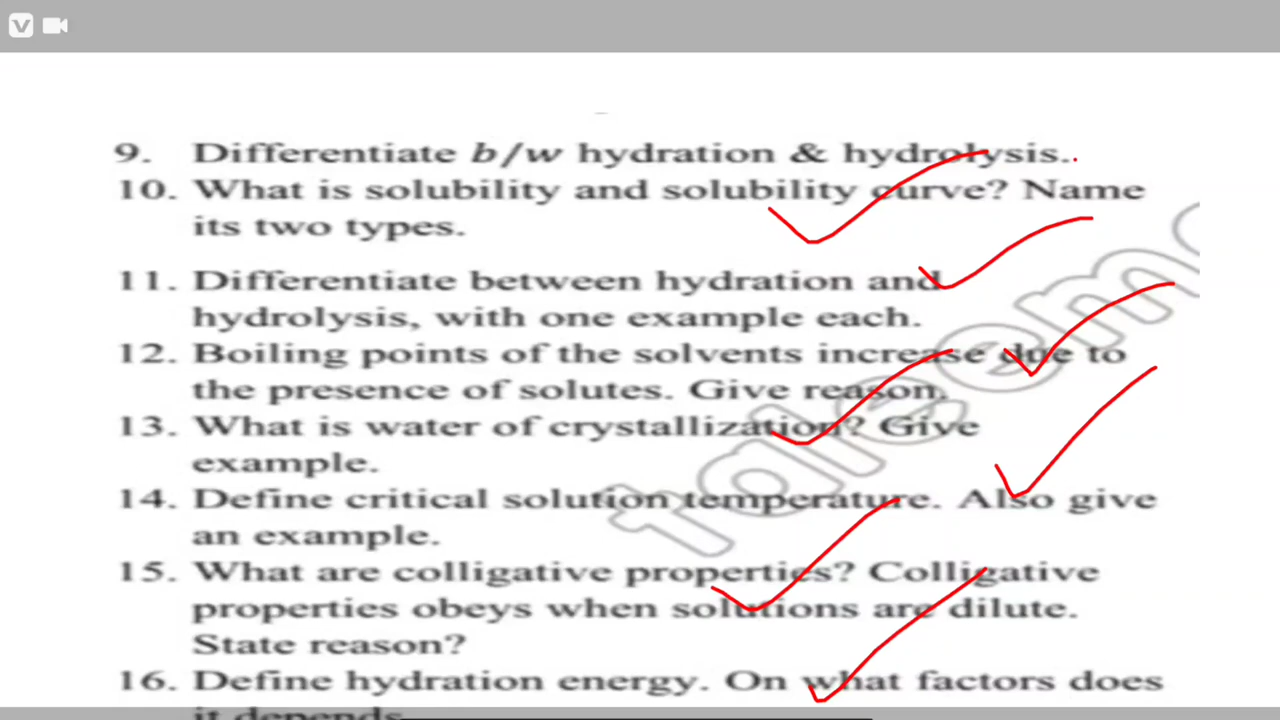 9. Differentiate b/w hydration & hydrolysis.
10. What is solubility and solubility curve? Name
its two types.
11. Differentiate between hydration and
hydrolysis, with one example each.
12. Boiling points of the solvents increase due to
the presence of solutes. Give reason.
13. What is water of crystallization? Give
example.
14. Define critical solution temperature. Also give
an example.
15. What are colligative properties? Colligative
properties obeys when solutions are dilute.
State reason?
16. Define hydration energy. On what factors does
it depends